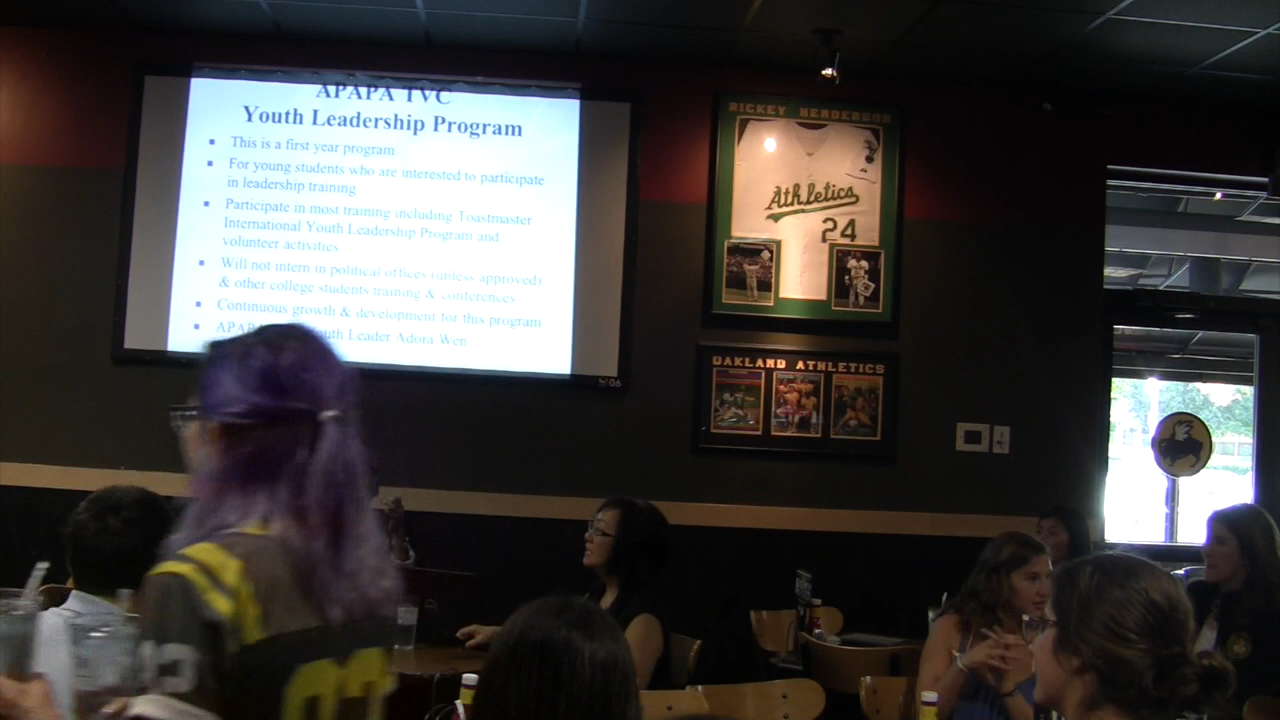 APAPA TVC
Youth Leadership Program
▪ This is a first year program
▪ For young students who are interested to participate
in leadership training
▪ Participate in most training including Toastmaster
International Youth Leadership Program and
volunteer activities
▪ Will not intern in political offices (unless approved)
& other college students training & conferences
▪ Continuous growth & development for this program
▪ APAPA Youth Leader Adora Wen
06
RICKEY HENDERSON
Athletics
24
OAKLAND ATHLETICS